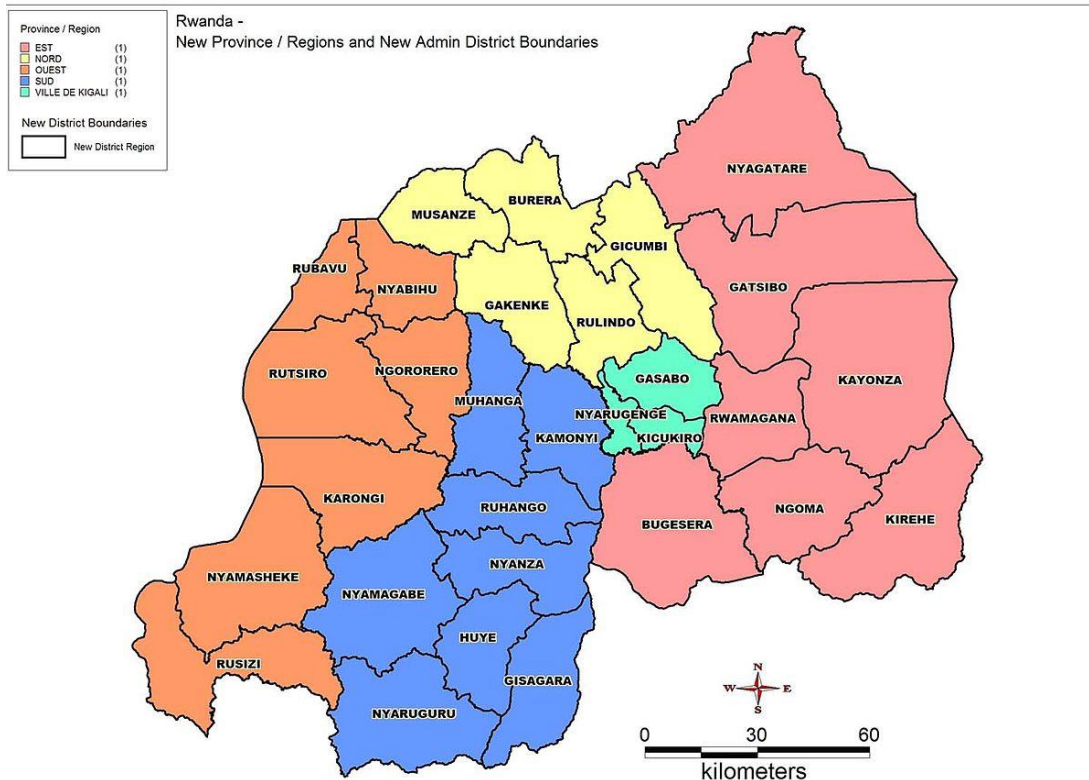 Rwanda -
New Province / Regions and New Admin District Boundaries
Province / Region
EST (1)
NORD (1)
OUEST (1)
SUD (1)
VILLE DE KIGALI (1)
New District Boundaries
New District Region
NYAGATARE
BURERA
MUSANZE
GICUMBI
RUBAVU
NYABIHU
GATSIBO
GAKENKE
RULINDO
RUTSIRO
NGORORERO
GASABO
KAYONZA
MUHANGA
NYARUGENGE
RWAMAGANA
KAMONYI
KICUKIRO
KARONGI
RUHANGO
BUGESERA
NGOMA
KIREHE
NYANZA
NYAMASHEKE
NYAMAGABE
HUYE
RUSIZI
GISAGARA
NYARUGURU
N
W E
S
0 30 60
kilometers